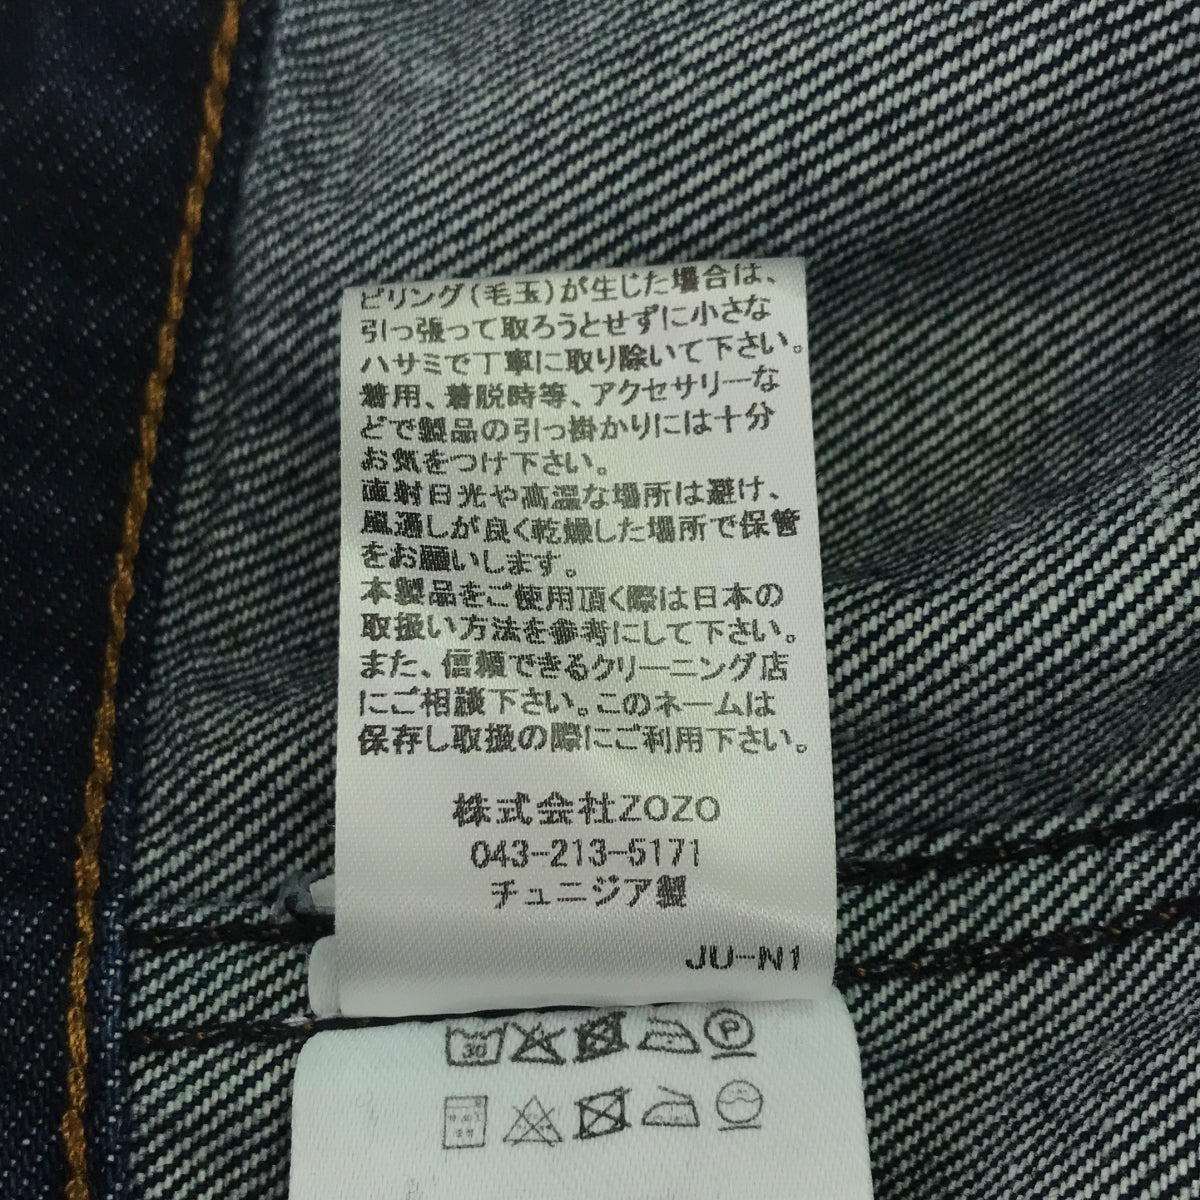 ピリング(毛玉)が生じた場合は、
引っ張って取ろうとせずに小さな
ハサミで丁寧に取り除いて下さい。
着用、着脱時等、アクセサリーな
どで製品の引っ掛かりには十分
お気をつけ下さい。
直射日光や高温な場所は避け、
風通しが良く乾燥した場所で保管
をお願いします。
本製品をご使用頂く際は日本の
取扱い方法を参考にして下さい。
また、信頼できるクリーニング店
にご相談下さい。このネームは
保存し取扱の際にご利用下さい。
株式会社ZOZO
043-213-5171
チュニジア製
JU-N1
30 P